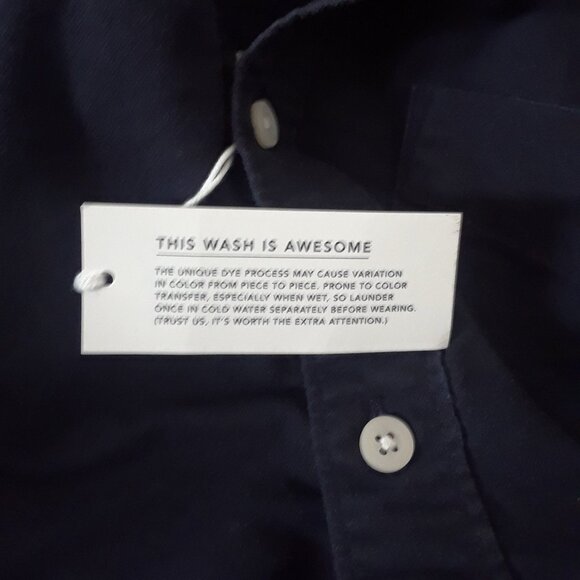 THIS WASH IS AWESOME
THE UNIQUE DYE PROCESS MAY CAUSE VARIATION
IN COLOR FROM PIECE TO PIECE. PRONE TO COLOR
TRANSFER, ESPECIALLY WHEN WET, SO LAUNDER
ONCE IN COLD WATER SEPARATELY BEFORE WEARING.
(TRUST US, IT'S WORTH THE EXTRA ATTENTION.)